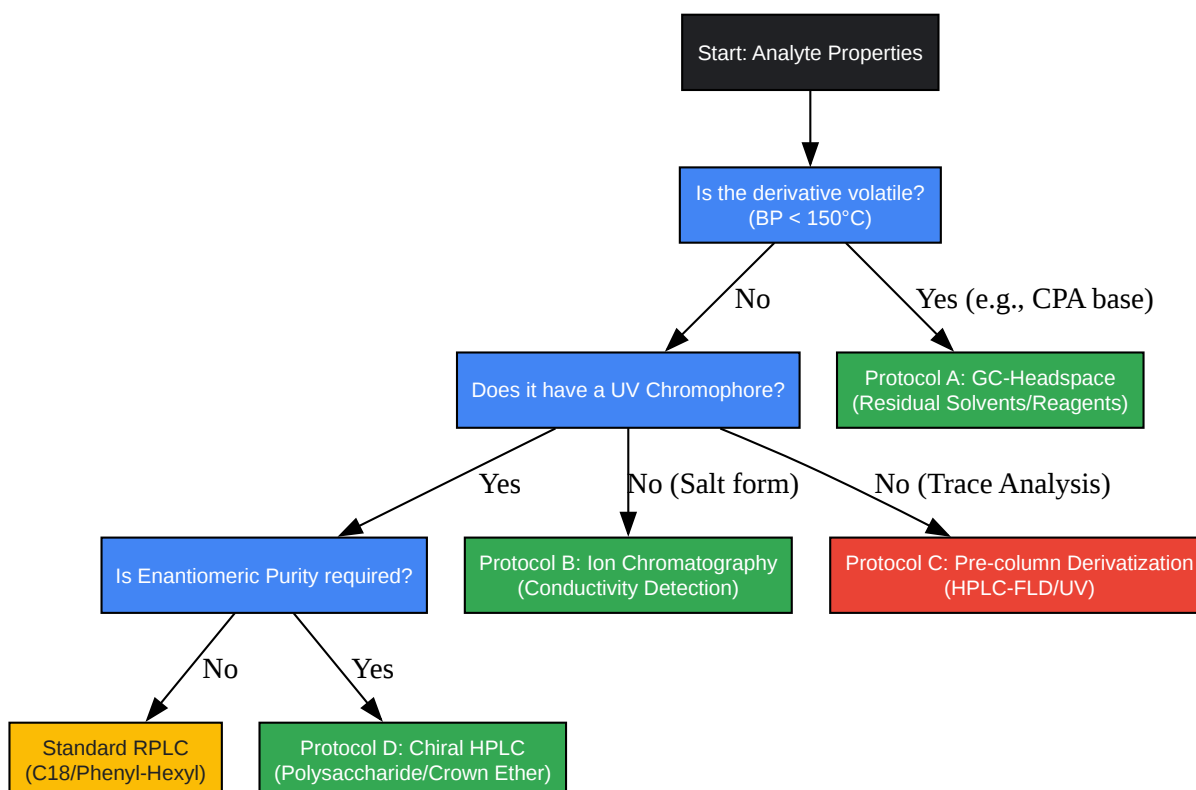 Start: Analyte Properties
Is the derivative volatile?
(BP < 150°C)
No
Yes (e.g., CPA base)
Does it have a UV Chromophore?
Protocol A: GC-Headspace
(Residual Solvents/Reagents)
Yes
No (Salt form)
No (Trace Analysis)
Is Enantiomeric Purity required?
Protocol B: Ion Chromatography
(Conductivity Detection)
Protocol C: Pre-column Derivatization
(HPLC-FLD/UV)
No
Yes
Standard RPLC
(C18/Phenyl-Hexyl)
Protocol D: Chiral HPLC
(Polysaccharide/Crown Ether)